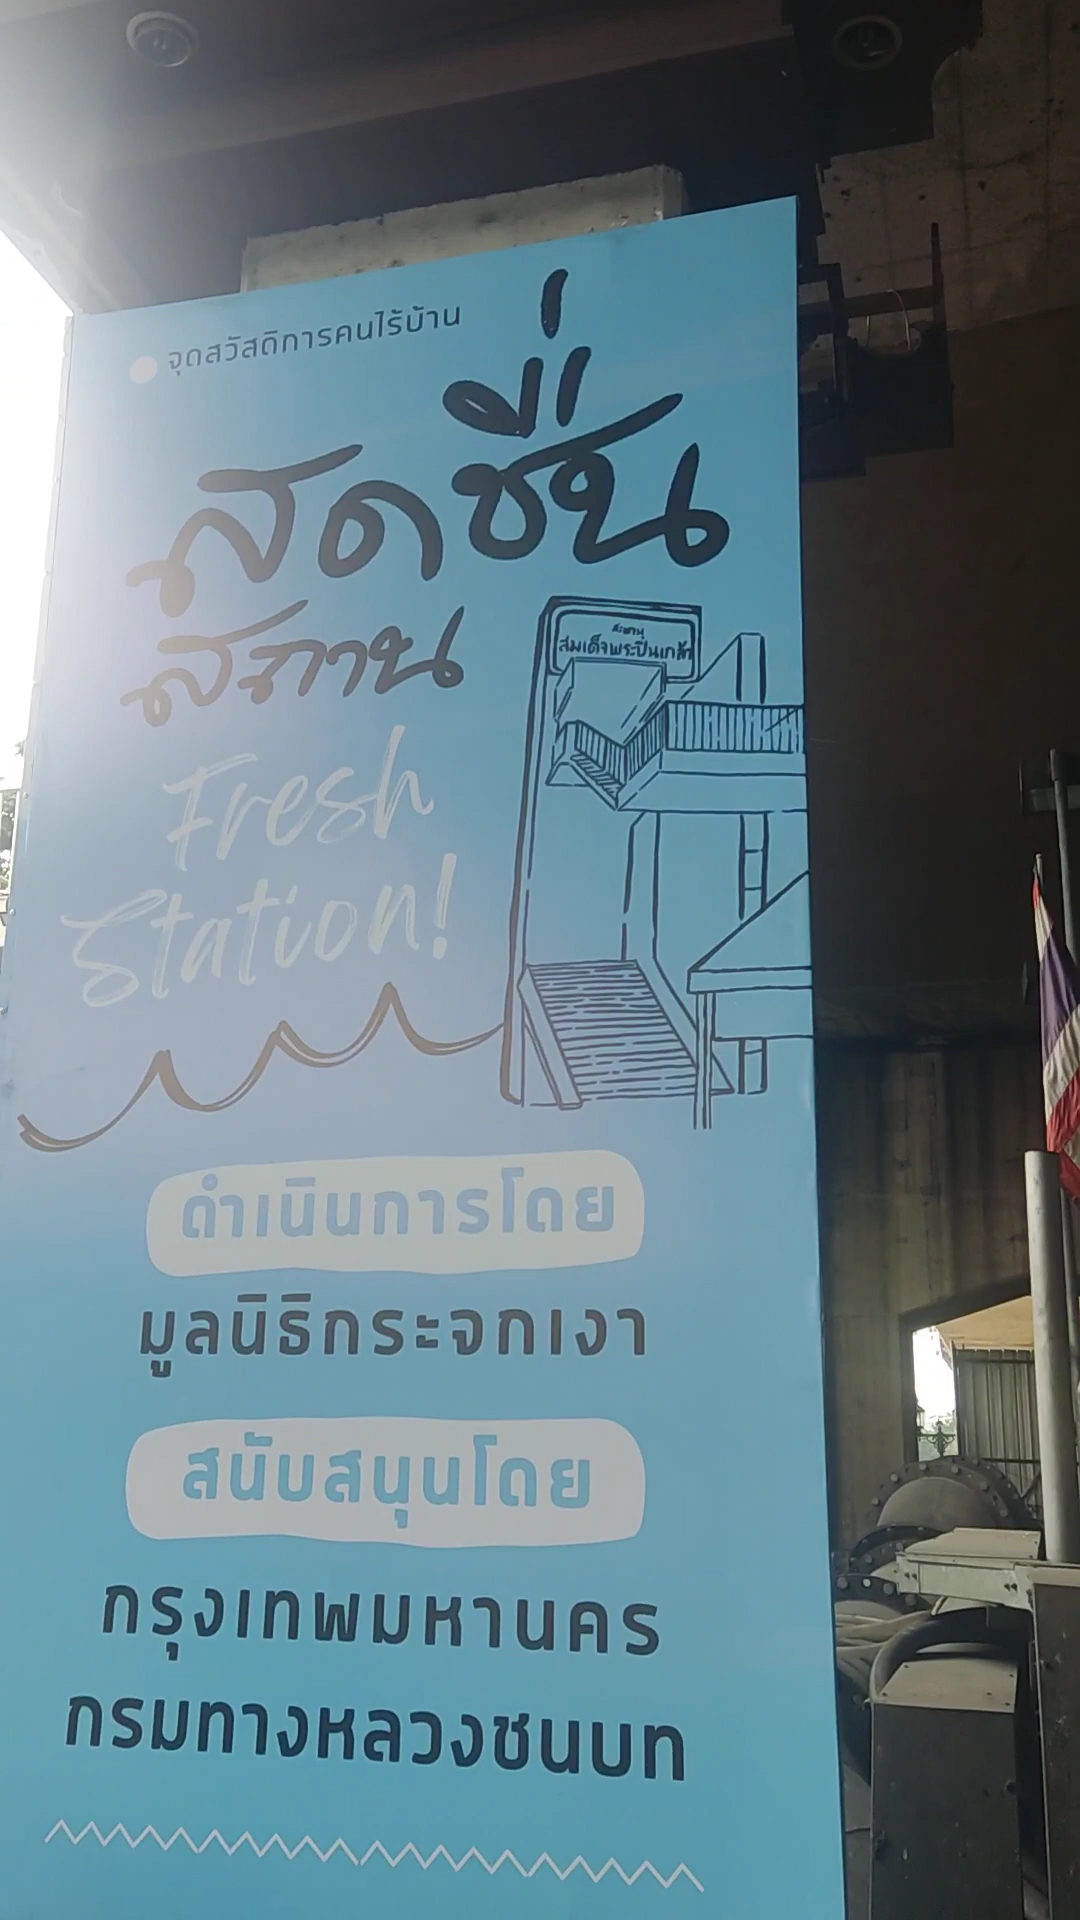 จุดสวัสดิการคนไร้บ้าน
สดชื่น
สถาน
Fresh
Station!
สะพาน
สมเด็จพระปิ่นเกล้า
ดำเนินการโดย
มูลนิธิกระจกเงา
สนับสนุนโดย
กรุงเทพมหานคร
กรมทางหลวงชนบท